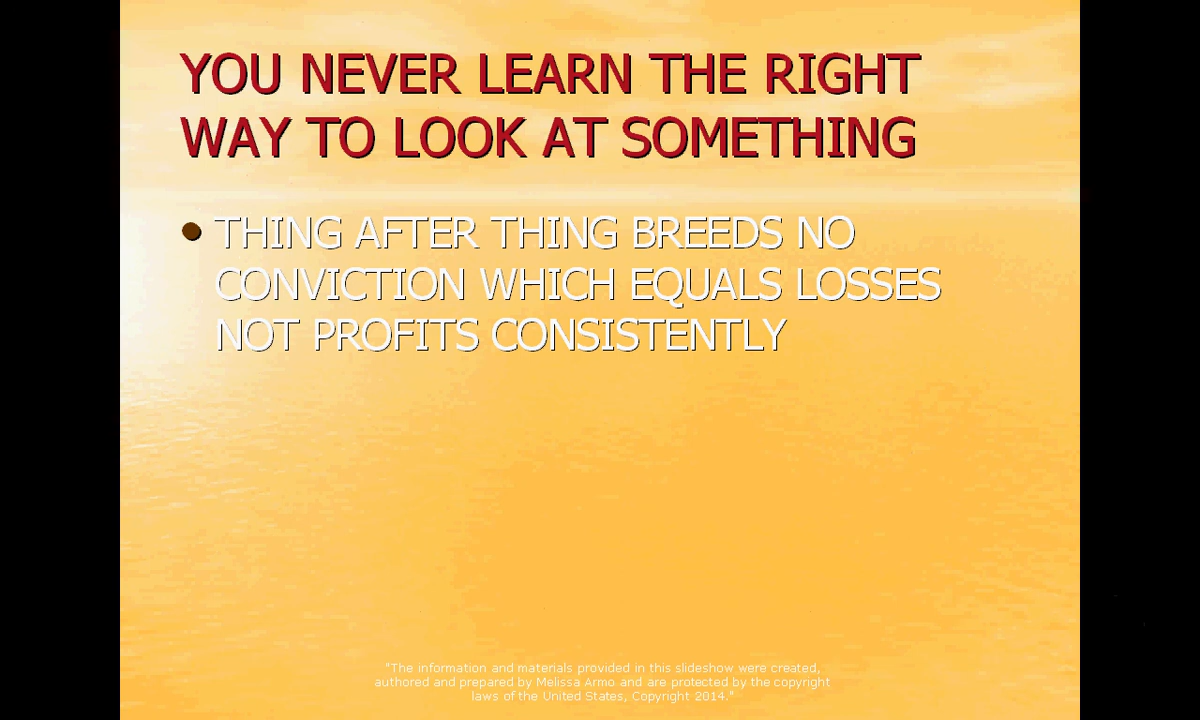 YOU NEVER LEARN THE RIGHT
WAY TO LOOK AT SOMETHING
• THING AFTER THING BREEDS NO
CONVICTION WHICH EQUALS LOSSES
NOT PROFITS CONSISTENTLY
"The information and materials provided in this slideshow were created,
authored and prepared by Melissa Armo and are protected by the copyright
laws of the United States, Copyright 2014."